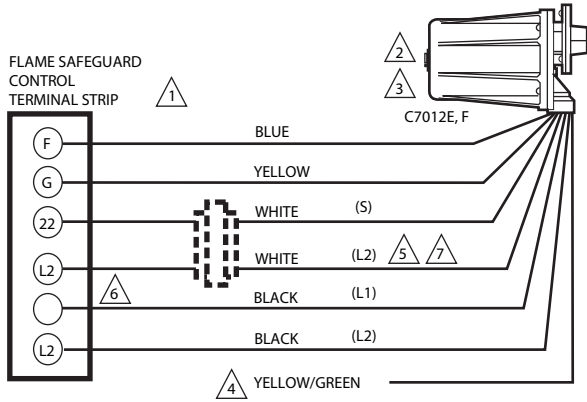 FLAME SAFEGUARD
CONTROL
TERMINAL STRIP
1
2
3
C7012E, F
F
BLUE
G
YELLOW
22
WHITE (S)
L2
WHITE (L2) 5 7
6
BLACK (L1)
L2
BLACK (L2)
4 YELLOW/GREEN